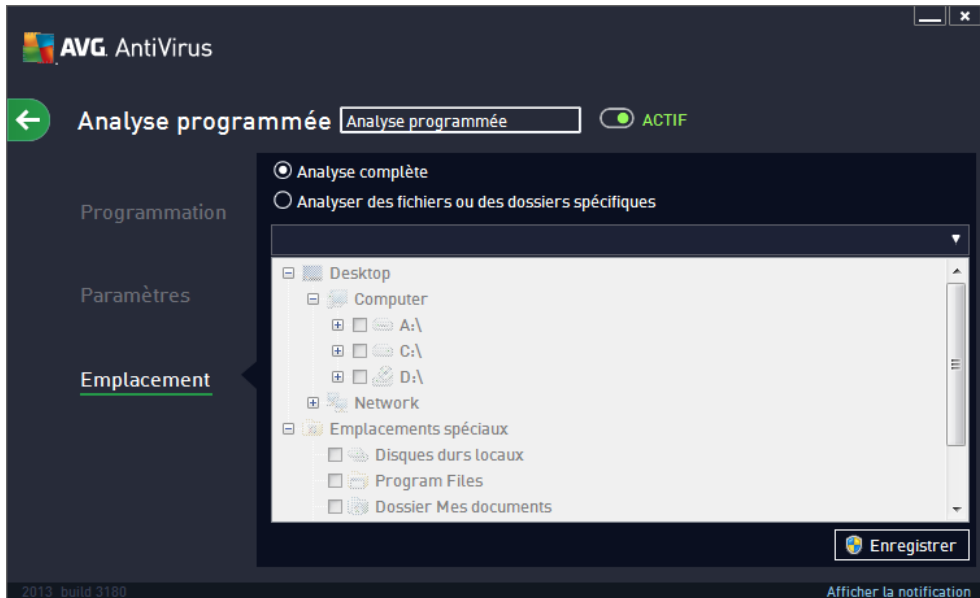 AVG. AntiVirus
Analyse programmée
Analyse programmée
ACTIF
Programmation
Paramètres
Emplacement
Analyse complète
Analyser des fichiers ou des dossiers spécifiques
Desktop
Computer
A:\
C:\
D:\
Network
Emplacements spéciaux
Disques durs locaux
Program Files
Dossier Mes documents
Enregistrer
2013 build 3180
Afficher la notification